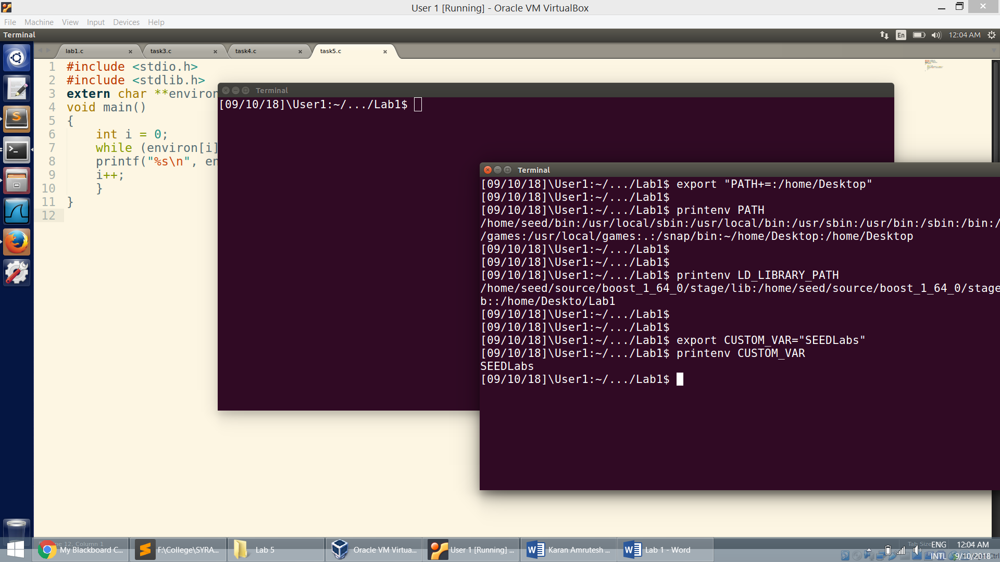 User 1 [Running] - Oracle VM VirtualBox
File Machine View Input Devices Help
Terminal
En
12:04 AM
lab1.c
task3.c
task4.c
task5.c
1 #include <stdio.h>
2 #include <stdlib.h>
3 extern char **environ
4 void main()
5 {
6 int i = 0;
7 while (environ[i]
8 printf("%s\n", en
9 i++;
10 }
11 }
12
Terminal
[09/10/18]\User1:~/.../Lab1$
Terminal
[09/10/18]\User1:~/.../Lab1$ export "PATH+=:/home/Desktop"
[09/10/18]\User1:~/.../Lab1$
[09/10/18]\User1:~/.../Lab1$ printenv PATH
/home/seed/bin:/usr/local/sbin:/usr/local/bin:/usr/sbin:/usr/bin:/sbin:/bin:/
/games:/usr/local/games:.:/snap/bin:~/home/Desktop:/home/Desktop
[09/10/18]\User1:~/.../Lab1$
[09/10/18]\User1:~/.../Lab1$
[09/10/18]\User1:~/.../Lab1$ printenv LD_LIBRARY_PATH
/home/seed/source/boost_1_64_0/stage/lib:/home/seed/source/boost_1_64_0/stage
b::/home/Deskto/Lab1
[09/10/18]\User1:~/.../Lab1$
[09/10/18]\User1:~/.../Lab1$
[09/10/18]\User1:~/.../Lab1$ export CUSTOM_VAR="SEEDLabs"
[09/10/18]\User1:~/.../Lab1$ printenv CUSTOM_VAR
SEEDLabs
[09/10/18]\User1:~/.../Lab1$
12, Column 1
Tab Size
My Blackboard C...
F:\College\SYRA...
Lab 5
Oracle VM Virtua...
User 1 [Running] ...
Karan Amrutesh ...
Lab 1 - Word
ENG
INTL
12:04 AM
9/10/2018
Ctrl